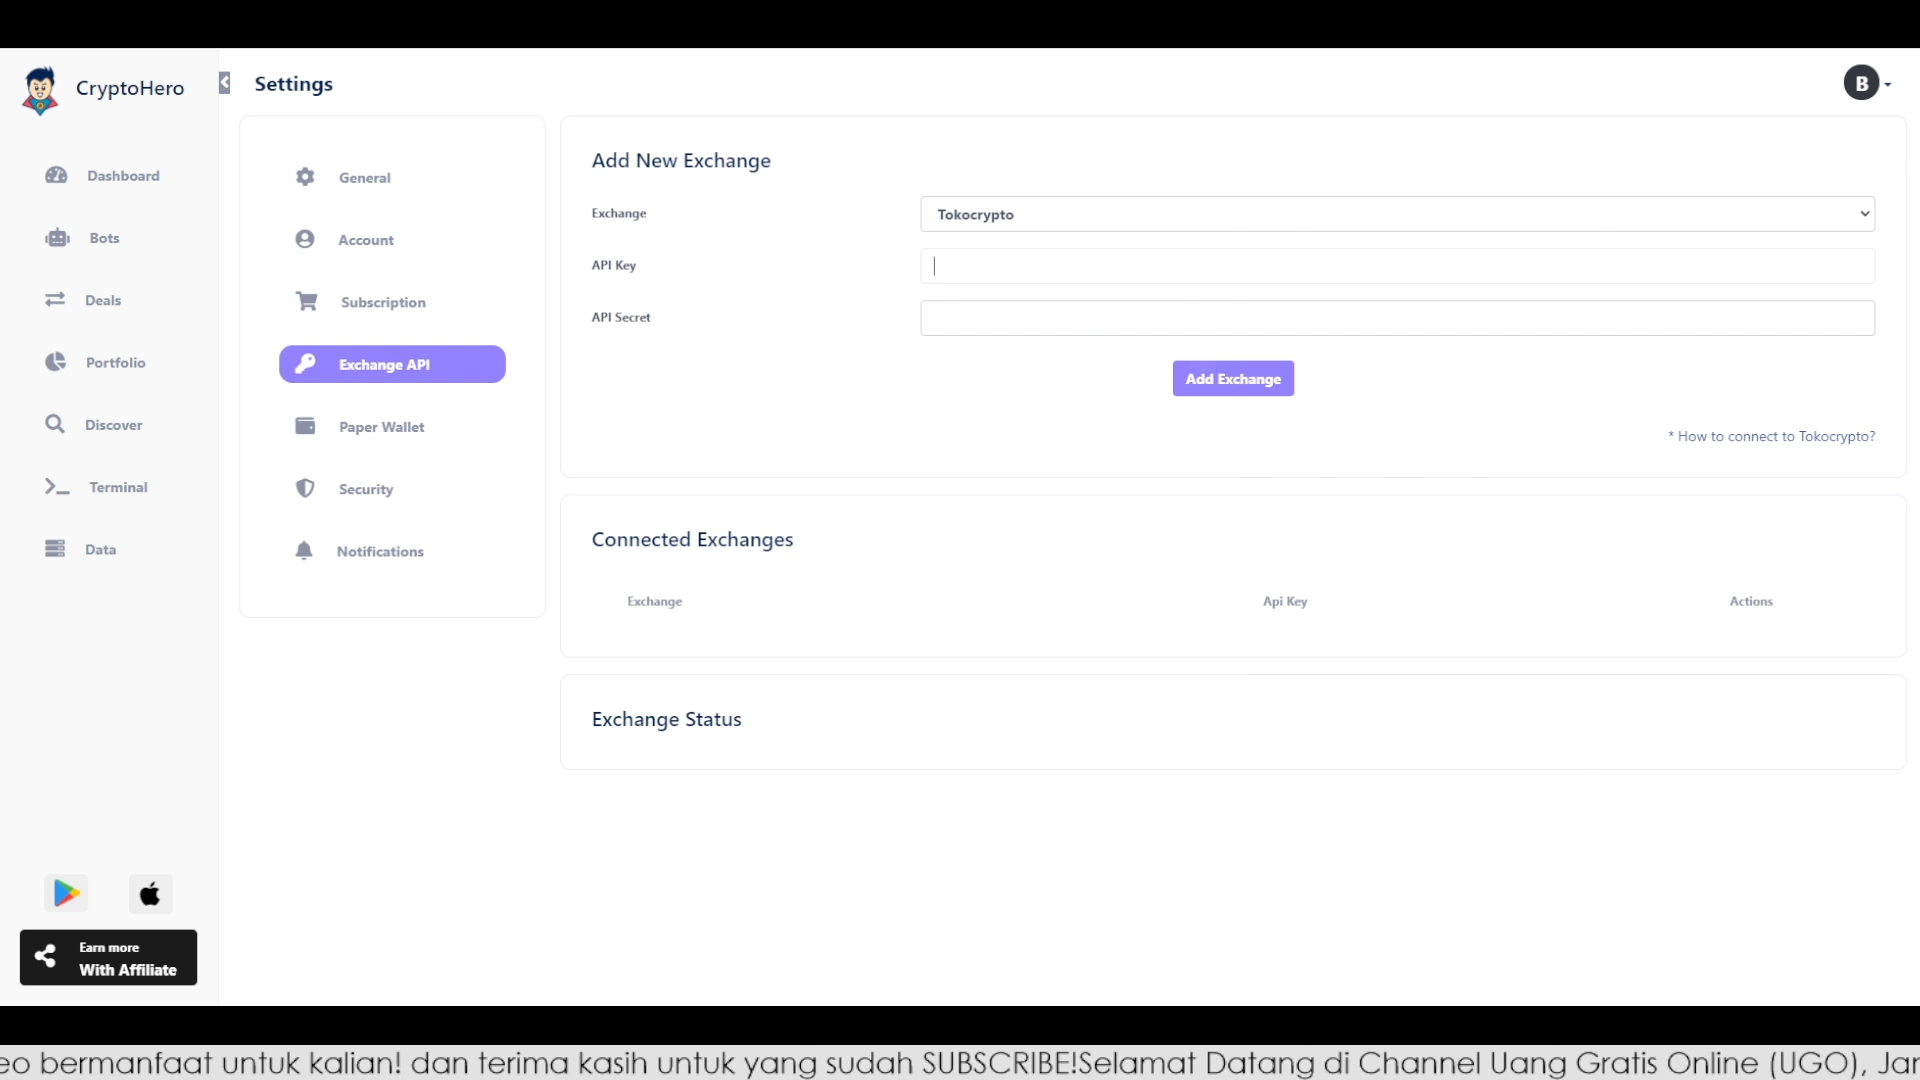 CryptoHero
Settings
B
Dashboard
Bots
Deals
Portfolio
Discover
Terminal
Data
Earn more
With Affiliate
General
Account
Subscription
Exchange API
Paper Wallet
Security
Notifications
Add New Exchange
Exchange
Tokocrypto
API Key
API Secret
Add Exchange
* How to connect to Tokocrypto?
Connected Exchanges
Exchange Api Key Actions
Exchange Status
eo bermanfaat untuk kalian! dan terima kasih untuk yang sudah SUBSCRIBE!Selamat Datang di Channel Uang Gratis Online (UGO), Jar